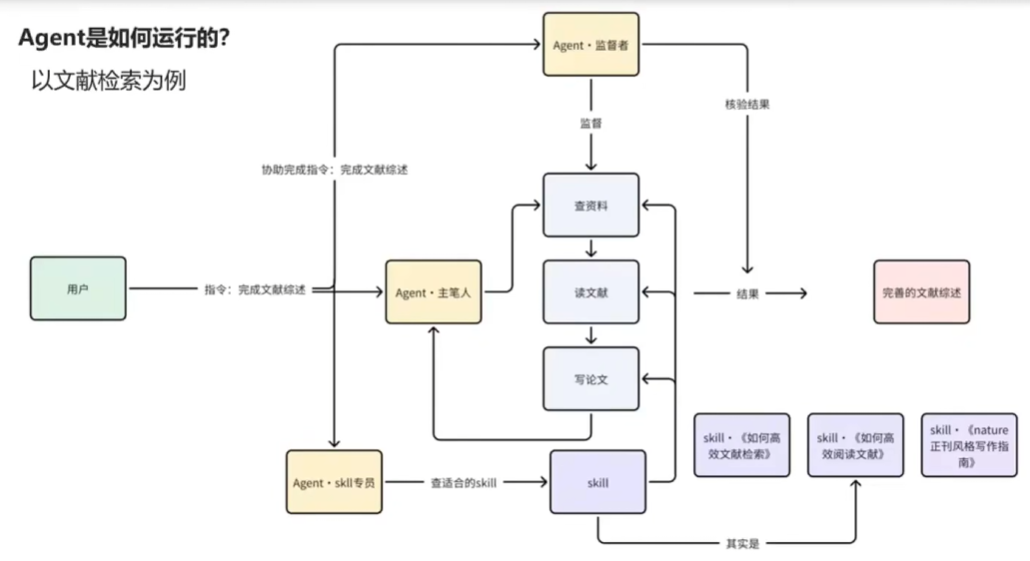 Agent是如何运行的?
以文献检索为例
Agent·监督者
核验结果
监督
协助完成指令：完成文献综述
查资料
用户
指令：完成文献综述
Agent·主笔人
读文献
结果
完善的文献综述
写论文
skill·《如何高
效文献检索》
skill·《如何高
效阅读文献》
skill·《nature
正刊风格写作指
南》
Agent·skll专员
查适合的skill
skill
其实是